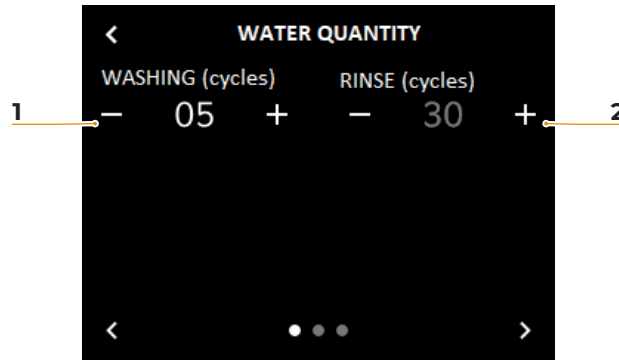 WATER QUANTITY
WASHING (cycles) RINSE (cycles)
1 − 05 + − 30 + 2